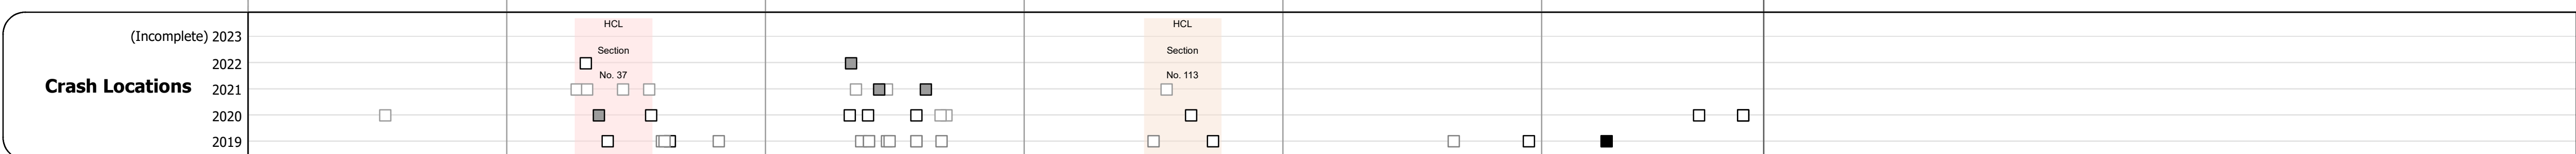 HCL
(Incomplete) 2023
Section
2022
No. 37
Crash Locations
2021
2020
2019
HCL
Section
No. 113